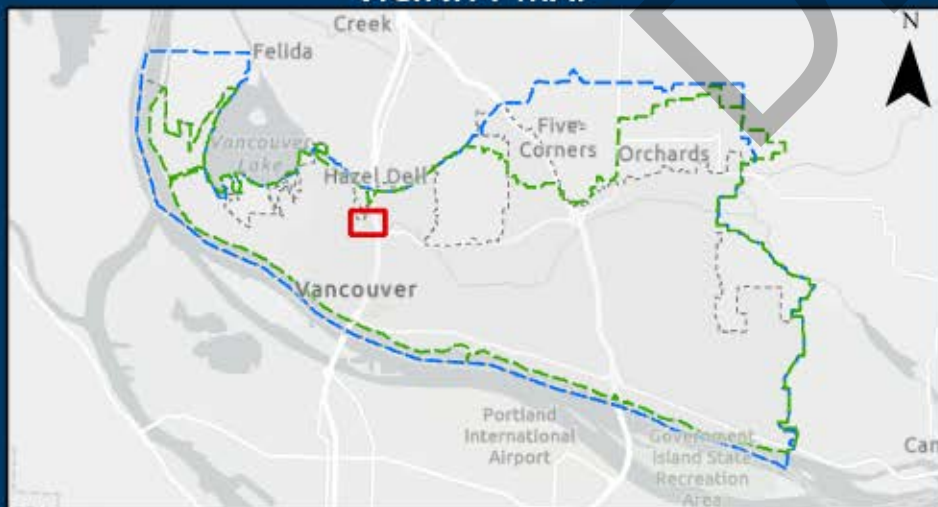 N
Creek
Felida
Vancouver
Lake
Five
Corners
Orchards
Hazel Dell
Vancouver
Portland
International
Airport
Government
Island State
Recreation
Area